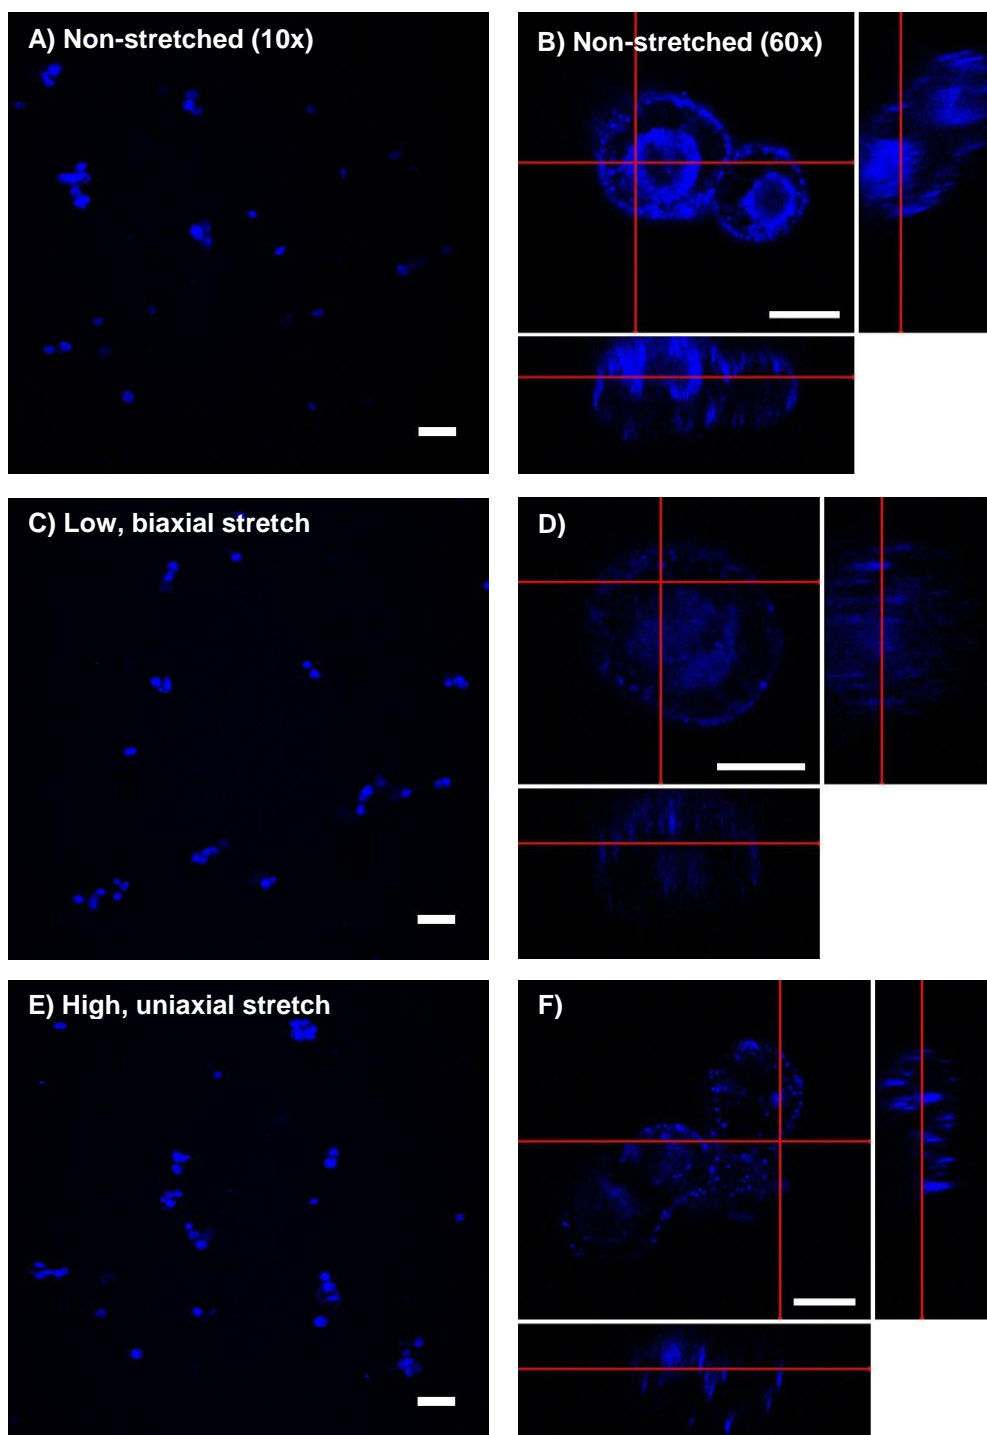 A) Non-stretched (10x)
B) Non-stretched (60x)
C) Low, biaxial stretch
D)
E) High, uniaxial stretch
F)